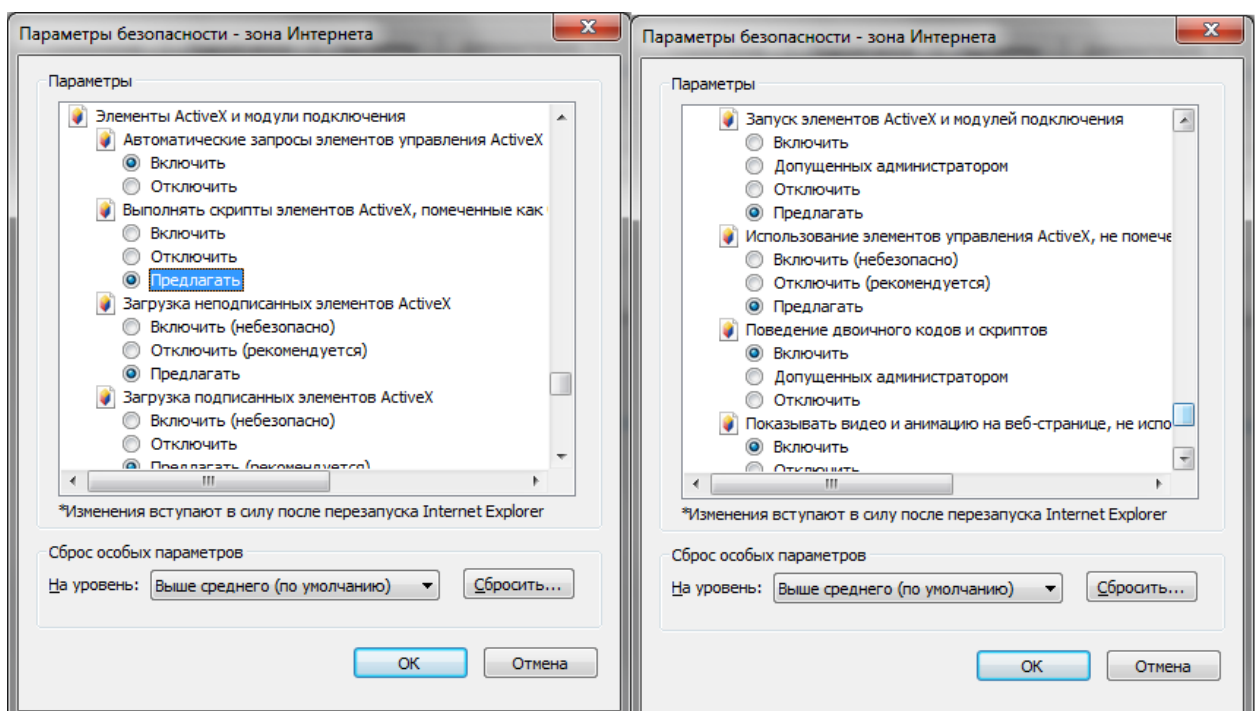 Параметры безопасности - зона Интернета
Параметры
Элементы ActiveX и модули подключения
Автоматические запросы элементов управления ActiveX
Включить
Отключить
Выполнять скрипты элементов ActiveX, помеченные как
Включить
Отключить
Предлагать
Загрузка неподписанных элементов ActiveX
Включить (небезопасно)
Отключить (рекомендуется)
Предлагать
Загрузка подписанных элементов ActiveX
Включить (небезопасно)
Отключить
Предлагать (рекомендуется)
*Изменения вступают в силу после перезапуска Internet Explorer
Сброс особых параметров
На уровень: Выше среднего (по умолчанию) Сбросить...
ОК Отмена
Параметры безопасности - зона Интернета
Параметры
Запуск элементов ActiveX и модулей подключения
Включить
Допущенных администратором
Отключить
Предлагать
Использование элементов управления ActiveX, не помече
Включить (небезопасно)
Отключить (рекомендуется)
Предлагать
Поведение двоичного кодов и скриптов
Включить
Допущенных администратором
Отключить
Показывать видео и анимацию на веб-странице, не испо
Включить
Отключить
*Изменения вступают в силу после перезапуска Internet Explorer
Сброс особых параметров
На уровень: Выше среднего (по умолчанию) Сбросить...
ОК Отмена